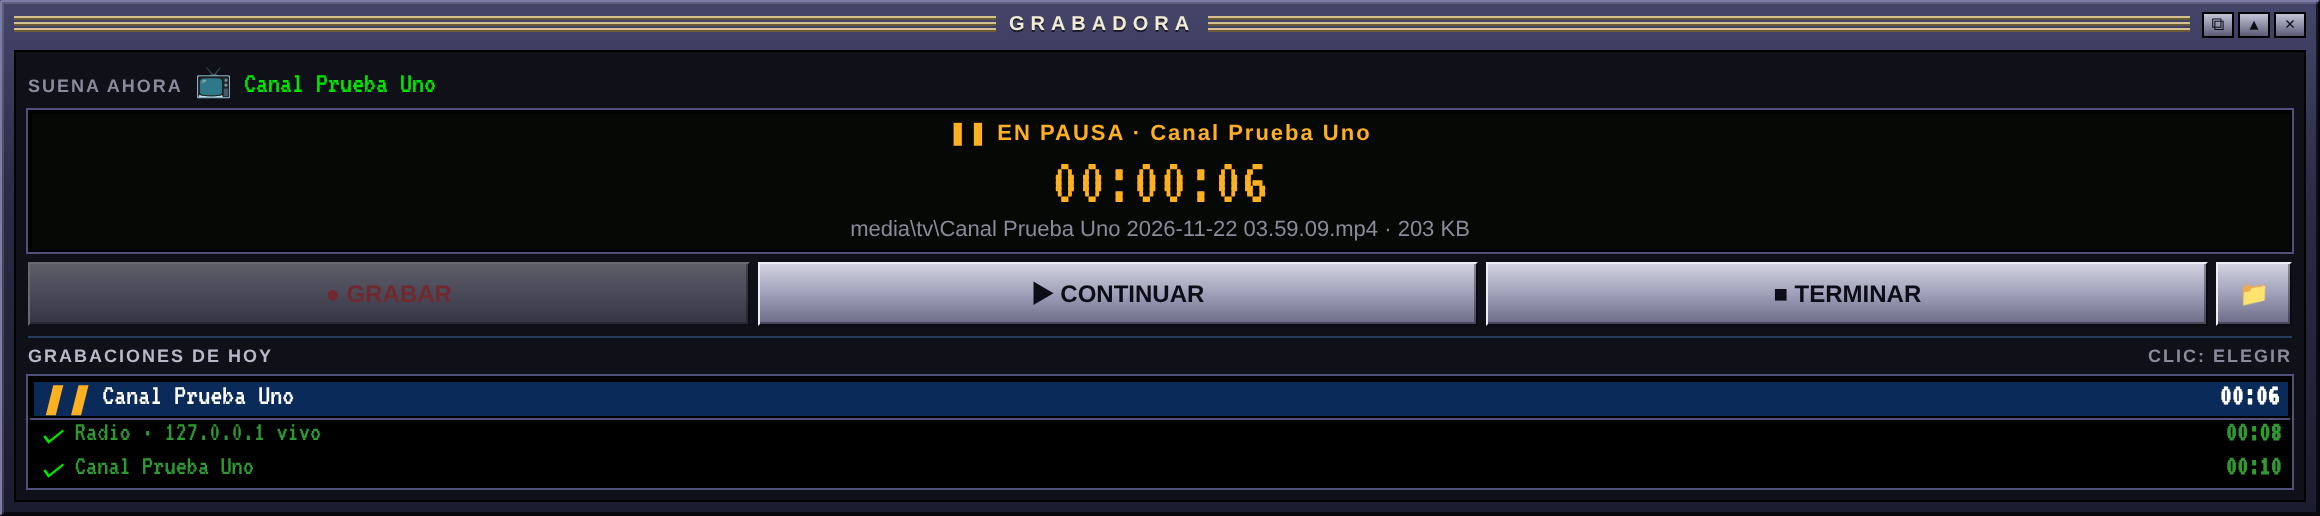 GRABADORA
SUENA AHORA 📺 Canal Prueba Uno
❚❚ EN PAUSA · Canal Prueba Uno
00:00:06
media\tv\Canal Prueba Uno 2026-11-22 03.59.09.mp4 · 203 KB
● GRABAR
▶ CONTINUAR
■ TERMINAR
GRABACIONES DE HOY
CLIC: ELEGIR
❚❚ Canal Prueba Uno 00:06
✓ Radio · 127.0.0.1 vivo 00:08
✓ Canal Prueba Uno 00:10